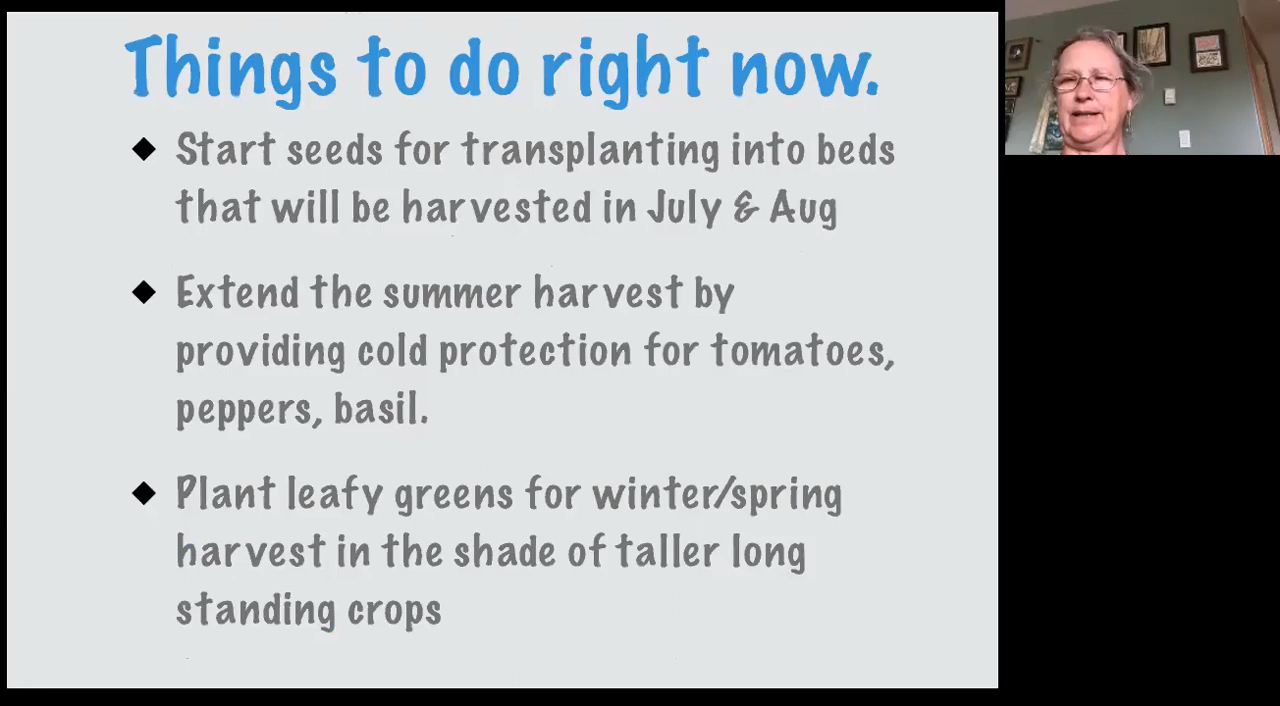 Things to do right now.
◆ Start seeds for transplanting into beds
that will be harvested in July & Aug
◆ Extend the summer harvest by
providing cold protection for tomatoes,
peppers, basil.
◆ Plant leafy greens for winter/spring
harvest in the shade of taller long
standing crops